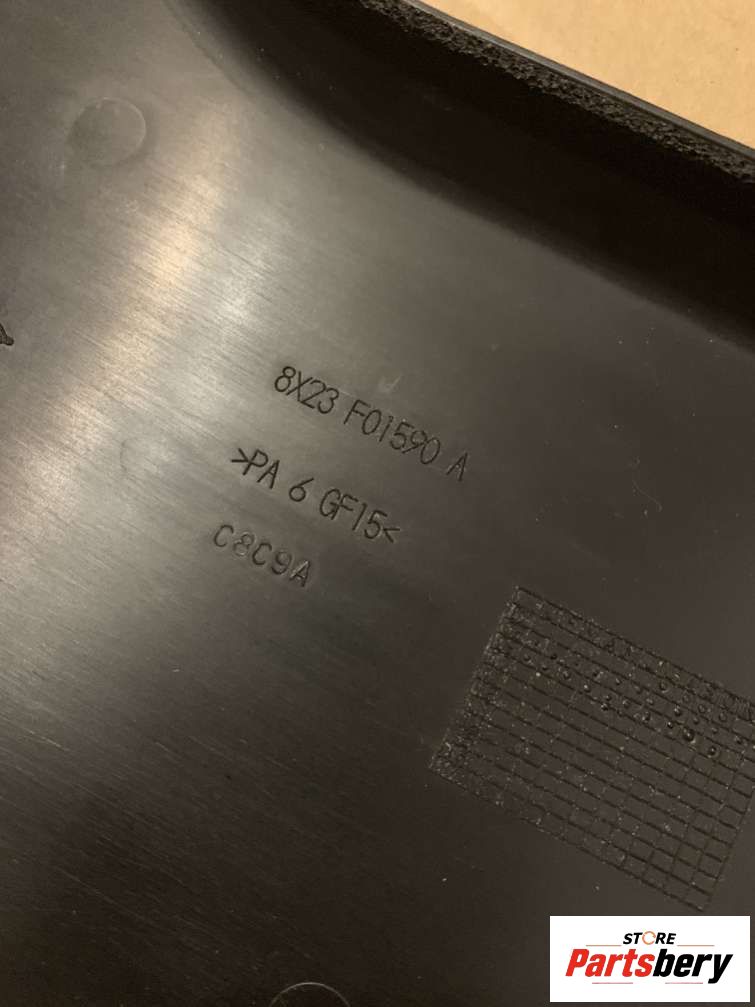 8X23 F01590 A
>PA 6 GF15<
C8C9A
STORE
Partsbery